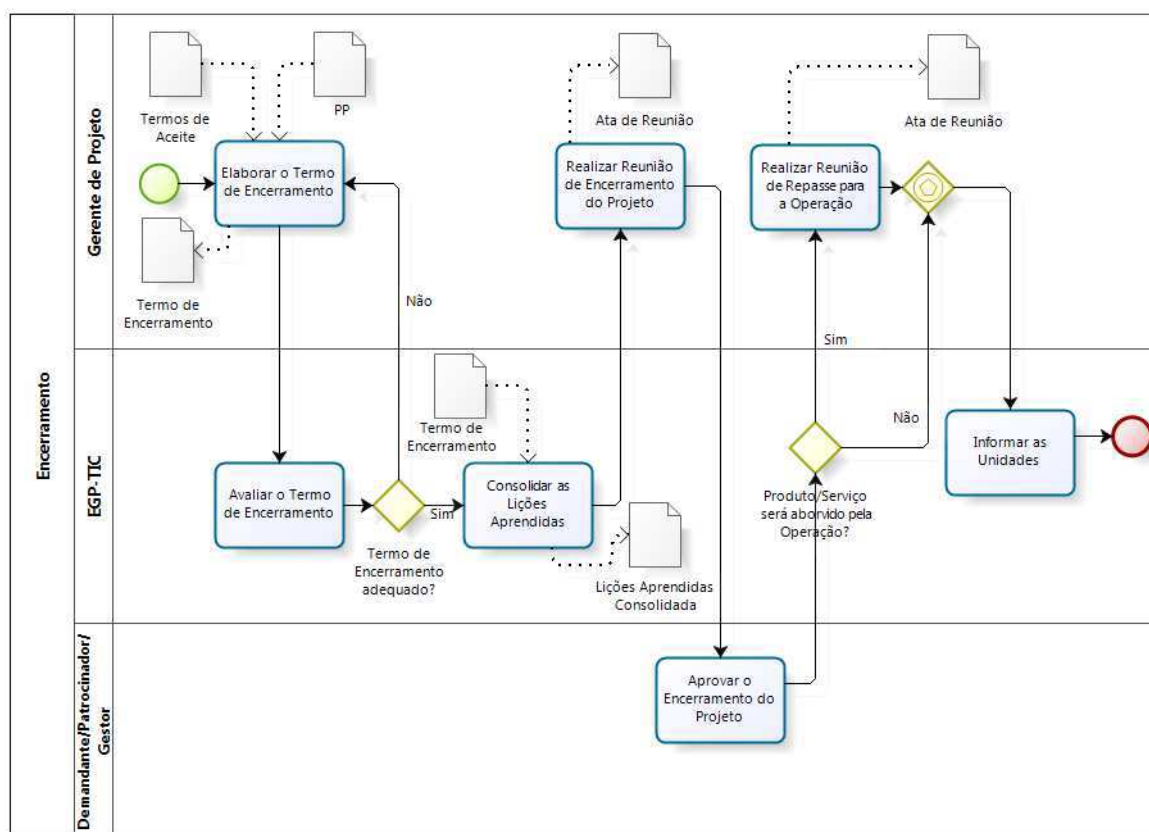 Encerramento
Gerente de Projeto
Termos de
Aceite
PP
Elaborar o Termo
de Encerramento
Termo de
Encerramento
Não
Ata de Reunião
Realizar Reunião
de Encerramento
do Projeto
Ata de Reunião
Realizar Reunião
de Repasse para
a Operação
Sim
EGP-TIC
Avaliar o Termo
de Encerramento
Termo de
Encerramento
adequado?
Sim
Termo de
Encerramento
Consolidar as
Lições
Aprendidas
Lições Aprendidas
Consolidada
Produto/Serviço
será aborvido pela
Operação?
Não
Informar as
Unidades
Demandante/Patrocinador/
Gestor
Aprovar o
Encerramento do
Projeto